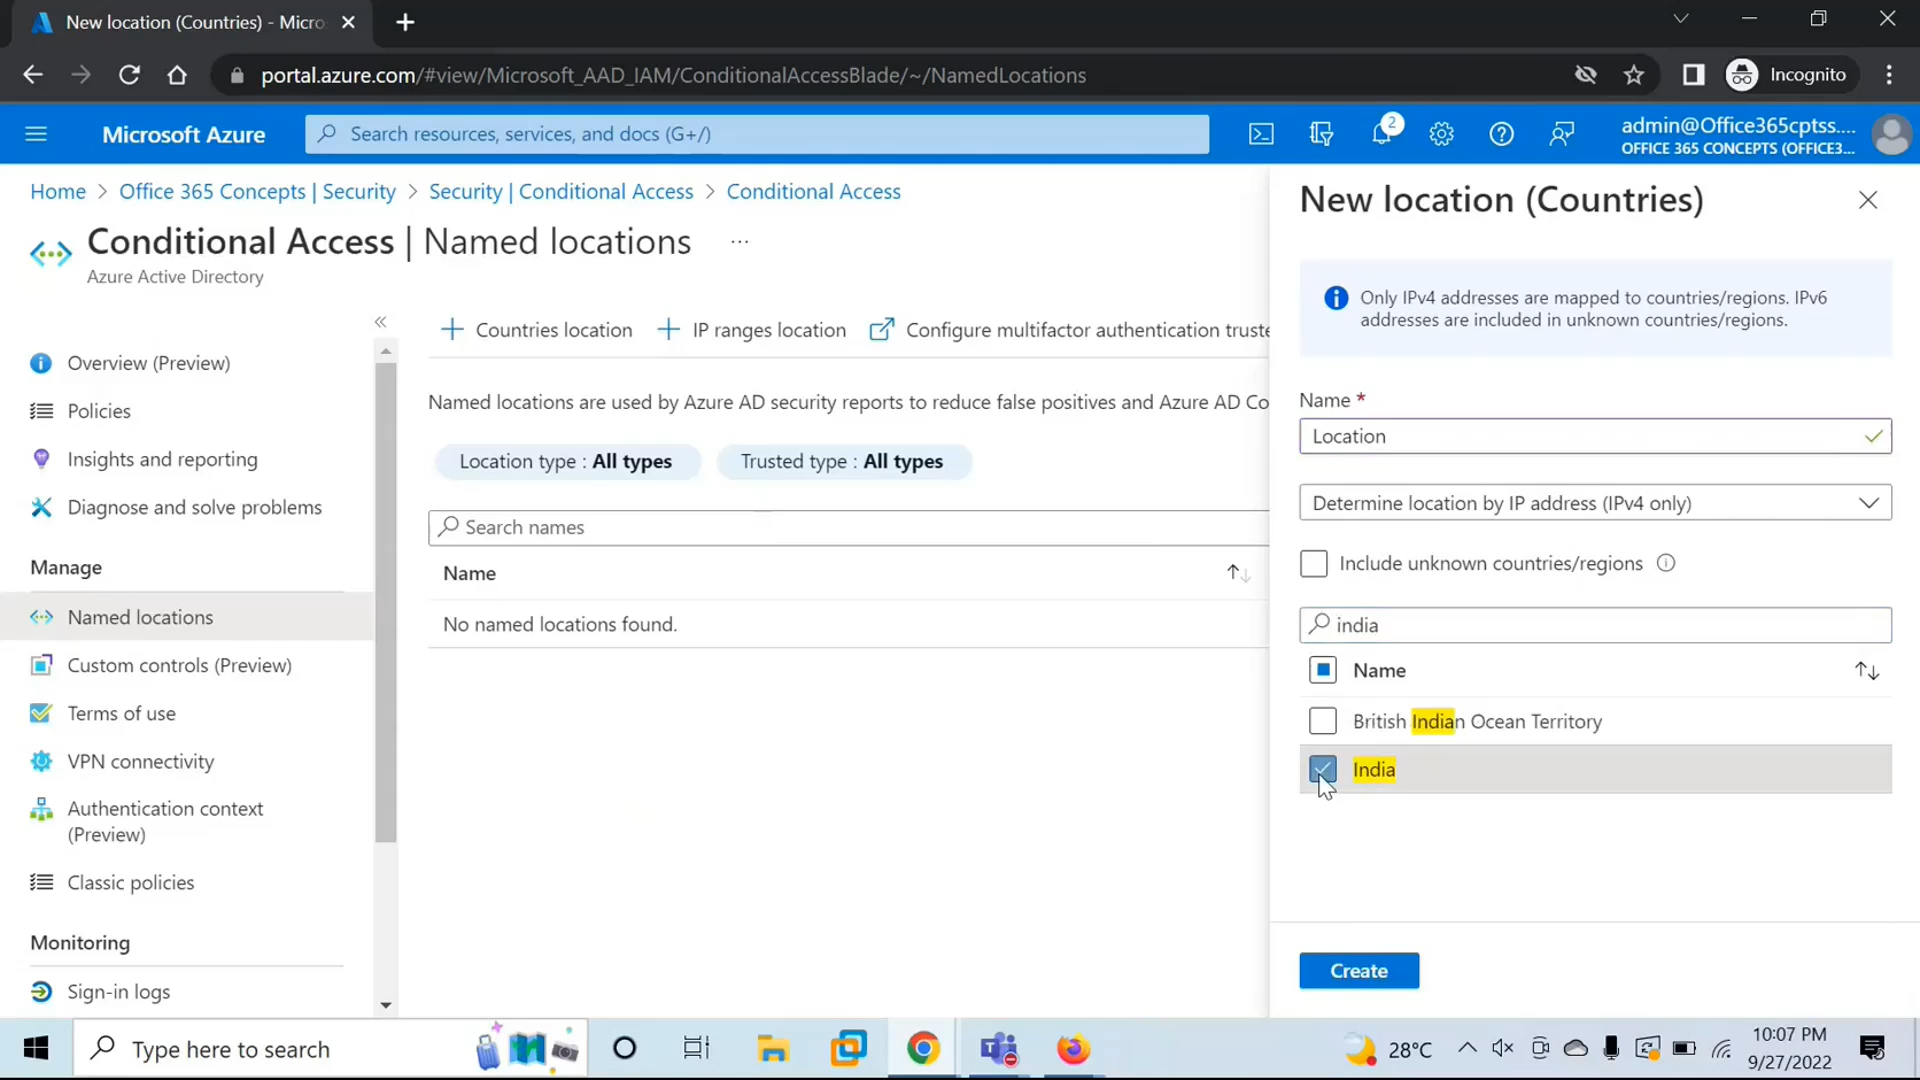 New location (Countries) - Micro
portal.azure.com/#view/Microsoft_AAD_IAM/ConditionalAccessBlade/~/NamedLocations
Incognito
Microsoft Azure
Search resources, services, and docs (G+/)
2
admin@Office365cptss....
OFFICE 365 CONCEPTS (OFFICE3...
Home > Office 365 Concepts | Security > Security | Conditional Access > Conditional Access
Conditional Access | Named locations ...
Azure Active Directory
Overview (Preview)
Policies
Insights and reporting
Diagnose and solve problems
Manage
Named locations
Custom controls (Preview)
Terms of use
VPN connectivity
Authentication context
(Preview)
Classic policies
Monitoring
Sign-in logs
Countries location
IP ranges location
Configure multifactor authentication truste
Named locations are used by Azure AD security reports to reduce false positives and Azure AD Co
Location type : All types
Trusted type : All types
Search names
Name
No named locations found.
New location (Countries)
Only IPv4 addresses are mapped to countries/regions. IPv6
addresses are included in unknown countries/regions.
Name *
Location
Determine location by IP address (IPv4 only)
Include unknown countries/regions
india
Name
British Indian Ocean Territory
India
Create
Type here to search
28°C
10:07 PM
9/27/2022